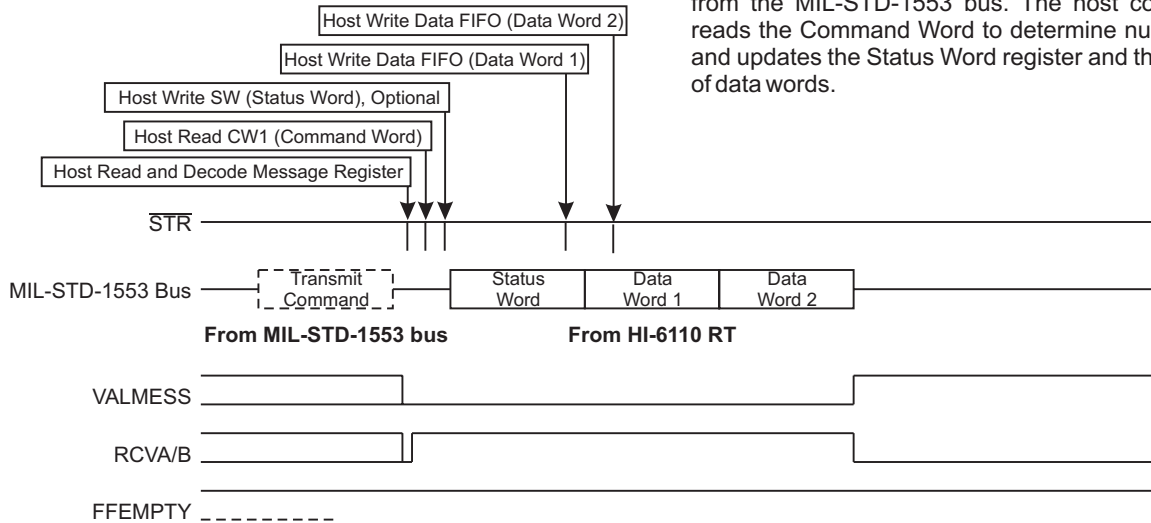 from the MIL-STD-1553 bus. The host
reads the Command Word to determine
and updates the Status Word register and
of data words.
Host Write Data FIFO (Data Word 2)
Host Write Data FIFO (Data Word 1)
Host Write SW (Status Word), Optional
Host Read CW1 (Command Word)
Host Read and Decode Message Register
STR
MIL-STD-1553 Bus
Transmit
Command
Status
Word
Data
Word 1
Data
Word 2
From MIL-STD-1553 bus
From HI-6110 RT
VALMESS
RCVA/B
FFEMPTY